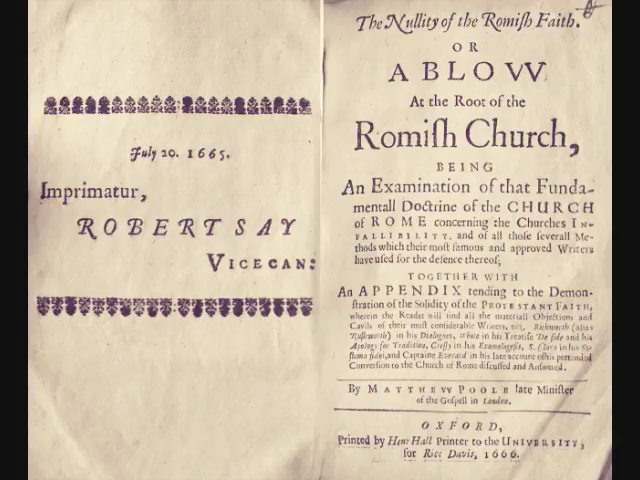 July 20. 1665.
Imprimatur,
ROBERT SAY
VICECAN:
The Nullity of the Romiſh Faith.
OR
A BLOVV
At the Root of the
Romiſh Church,
BEING
An Examination of that Funda-
mentall Doctrine of the CHURCH
of ROME concerning the Churches IN-
FALLIBILITY, and of all thoſe ſeverall Me-
thods which their moſt famous and approved Writers
have uſed for the defence thereof;
TOGETHER WITH
An APPENDIX tending to the Demon-
ſtration of the Solidity of the PROTESTANT FAITH,
wherein the Reader will find all the materiall Objections and
Cavils of their moſt conſiderable Writers, viz. Richworth (alias
Ruſhworth) in his Dialogues, White in his Treatiſe De fide and his
Apology for Tradition, Creſſy in his Exomologeſis, S. Clara in his Sy-
ſtema fidei, and Captaine Everard in his late account of his pretended
Converſion to the Church of Rome diſcuſſed and Anſwered.
By MATTHEW POOLE late Miniſter
of the Goſpell in London.
OXFORD,
Printed by Hen: Hall Printer to the UNIVERSITY,
for Ric: Davis, 1666.